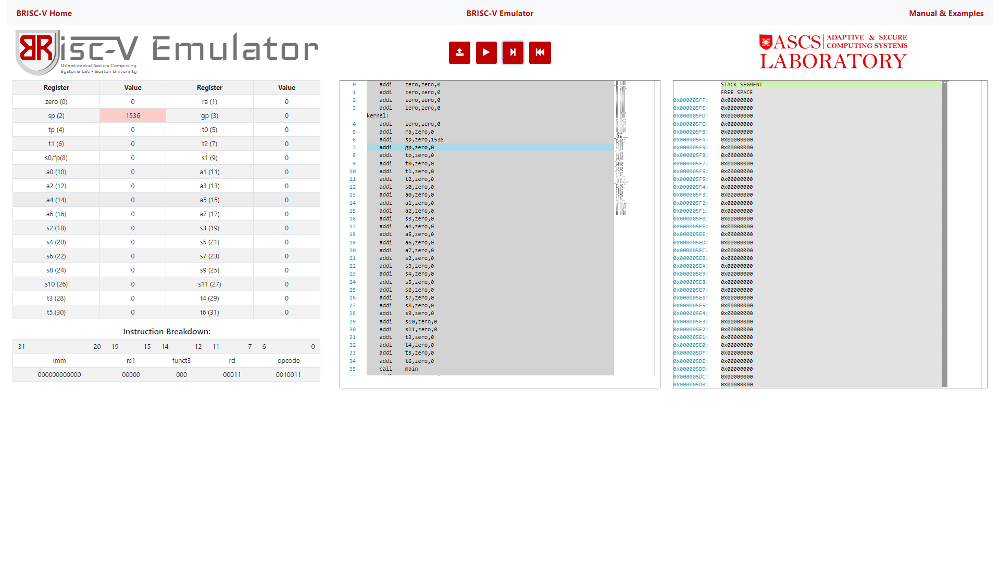 BRISC-V Home
BRISC-V Emulator
Manual & Examples
BRisc-V Emulator
Adaptive and Secure Computing
Systems Lab • Boston University
ASCS LABORATORY
ADAPTIVE & SECURE
COMPUTING SYSTEMS
Register Value Register Value
zero (0) 0 ra (1) 0
sp (2) 1536 gp (3) 0
tp (4) 0 t0 (5) 0
t1 (6) 0 t2 (7) 0
s0/fp(8) 0 s1 (9) 0
a0 (10) 0 a1 (11) 0
a2 (12) 0 a3 (13) 0
a4 (14) 0 a5 (15) 0
a6 (16) 0 a7 (17) 0
s2 (18) 0 s3 (19) 0
s4 (20) 0 s5 (21) 0
s6 (22) 0 s7 (23) 0
s8 (24) 0 s9 (25) 0
s10 (26) 0 s11 (27) 0
t3 (28) 0 t4 (29) 0
t5 (30) 0 t6 (31) 0
Instruction Breakdown:
31 20 19 15 14 12 11 7 6 0
imm rs1 funct3 rd opcode
000000000000 00000 000 00011 0010011
0 addi zero,zero,0
1 addi zero,zero,0
2 addi zero,zero,0
3 addi zero,zero,0
kernel:
4 addi zero,zero,0
5 addi ra,zero,0
6 addi sp,zero,1536
7 addi gp,zero,0
8 addi tp,zero,0
9 addi t0,zero,0
10 addi t1,zero,0
11 addi t2,zero,0
12 addi s0,zero,0
13 addi a0,zero,0
14 addi a1,zero,0
15 addi a2,zero,0
16 addi s3,zero,0
17 addi a4,zero,0
18 addi a5,zero,0
19 addi a6,zero,0
20 addi a7,zero,0
21 addi s2,zero,0
22 addi s3,zero,0
23 addi s4,zero,0
24 addi s5,zero,0
25 addi s6,zero,0
26 addi s7,zero,0
27 addi s8,zero,0
28 addi s9,zero,0
29 addi s10,zero,0
30 addi s11,zero,0
31 addi t3,zero,0
32 addi t4,zero,0
33 addi t5,zero,0
34 addi t6,zero,0
35 call main
STACK SEGMENT
FREE SPACE
0x000005FF: 0x00000000
0x000005FE: 0x00000000
0x000005FD: 0x00000000
0x000005FC: 0x00000000
0x000005FB: 0x00000000
0x000005FA: 0x00000000
0x000005F9: 0x00000000
0x000005F8: 0x00000000
0x000005F7: 0x00000000
0x000005F6: 0x00000000
0x000005F5: 0x00000000
0x000005F4: 0x00000000
0x000005F3: 0x00000000
0x000005F2: 0x00000000
0x000005F1: 0x00000000
0x000005F0: 0x00000000
0x000005EF: 0x00000000
0x000005EE: 0x00000000
0x000005ED: 0x00000000
0x000005EC: 0x00000000
0x000005EB: 0x00000000
0x000005EA: 0x00000000
0x000005E9: 0x00000000
0x000005E8: 0x00000000
0x000005E7: 0x00000000
0x000005E6: 0x00000000
0x000005E5: 0x00000000
0x000005E4: 0x00000000
0x000005E3: 0x00000000
0x000005E2: 0x00000000
0x000005E1: 0x00000000
0x000005E0: 0x00000000
0x000005DF: 0x00000000
0x000005DE: 0x00000000
0x000005DD: 0x00000000
0x000005DC: 0x00000000
0x000005DB: 0x00000000